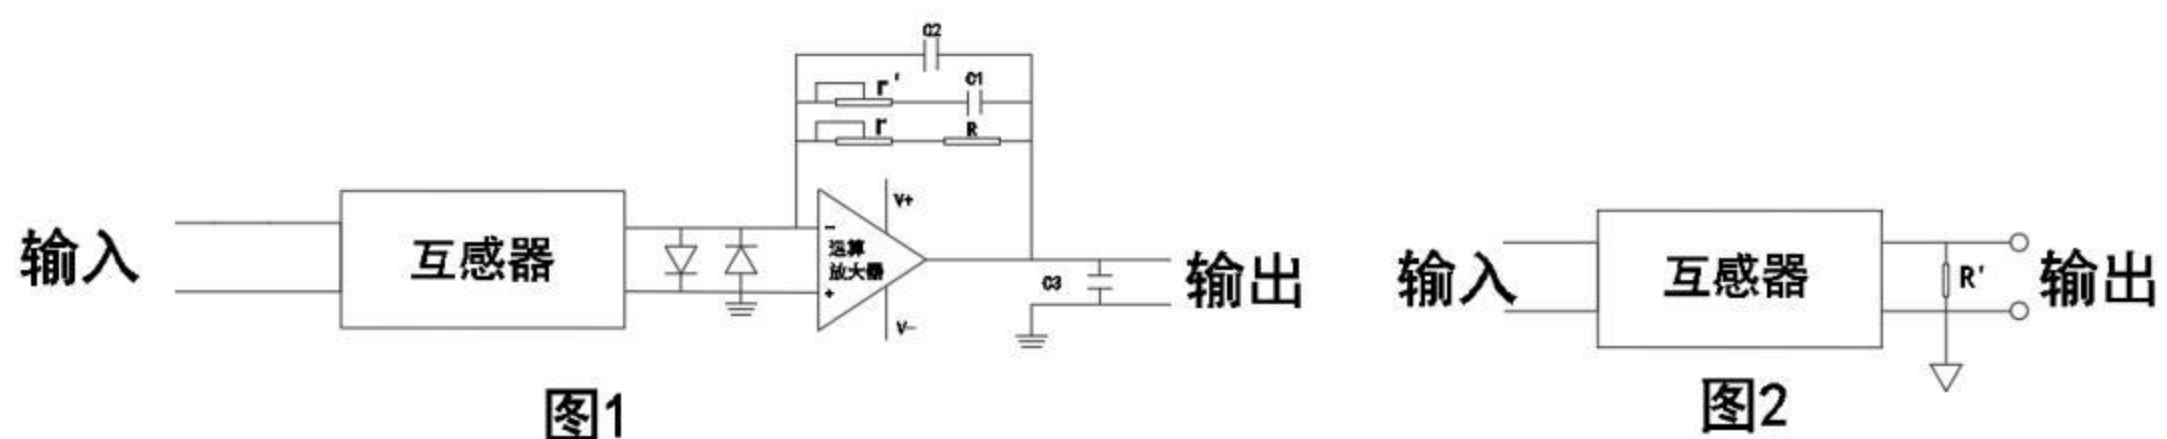 C2
r' C1
r R
V+
输入 互感器 - 运算 放大器 + 输出
C3
V-
图1
输入 互感器 R' 输出
图2